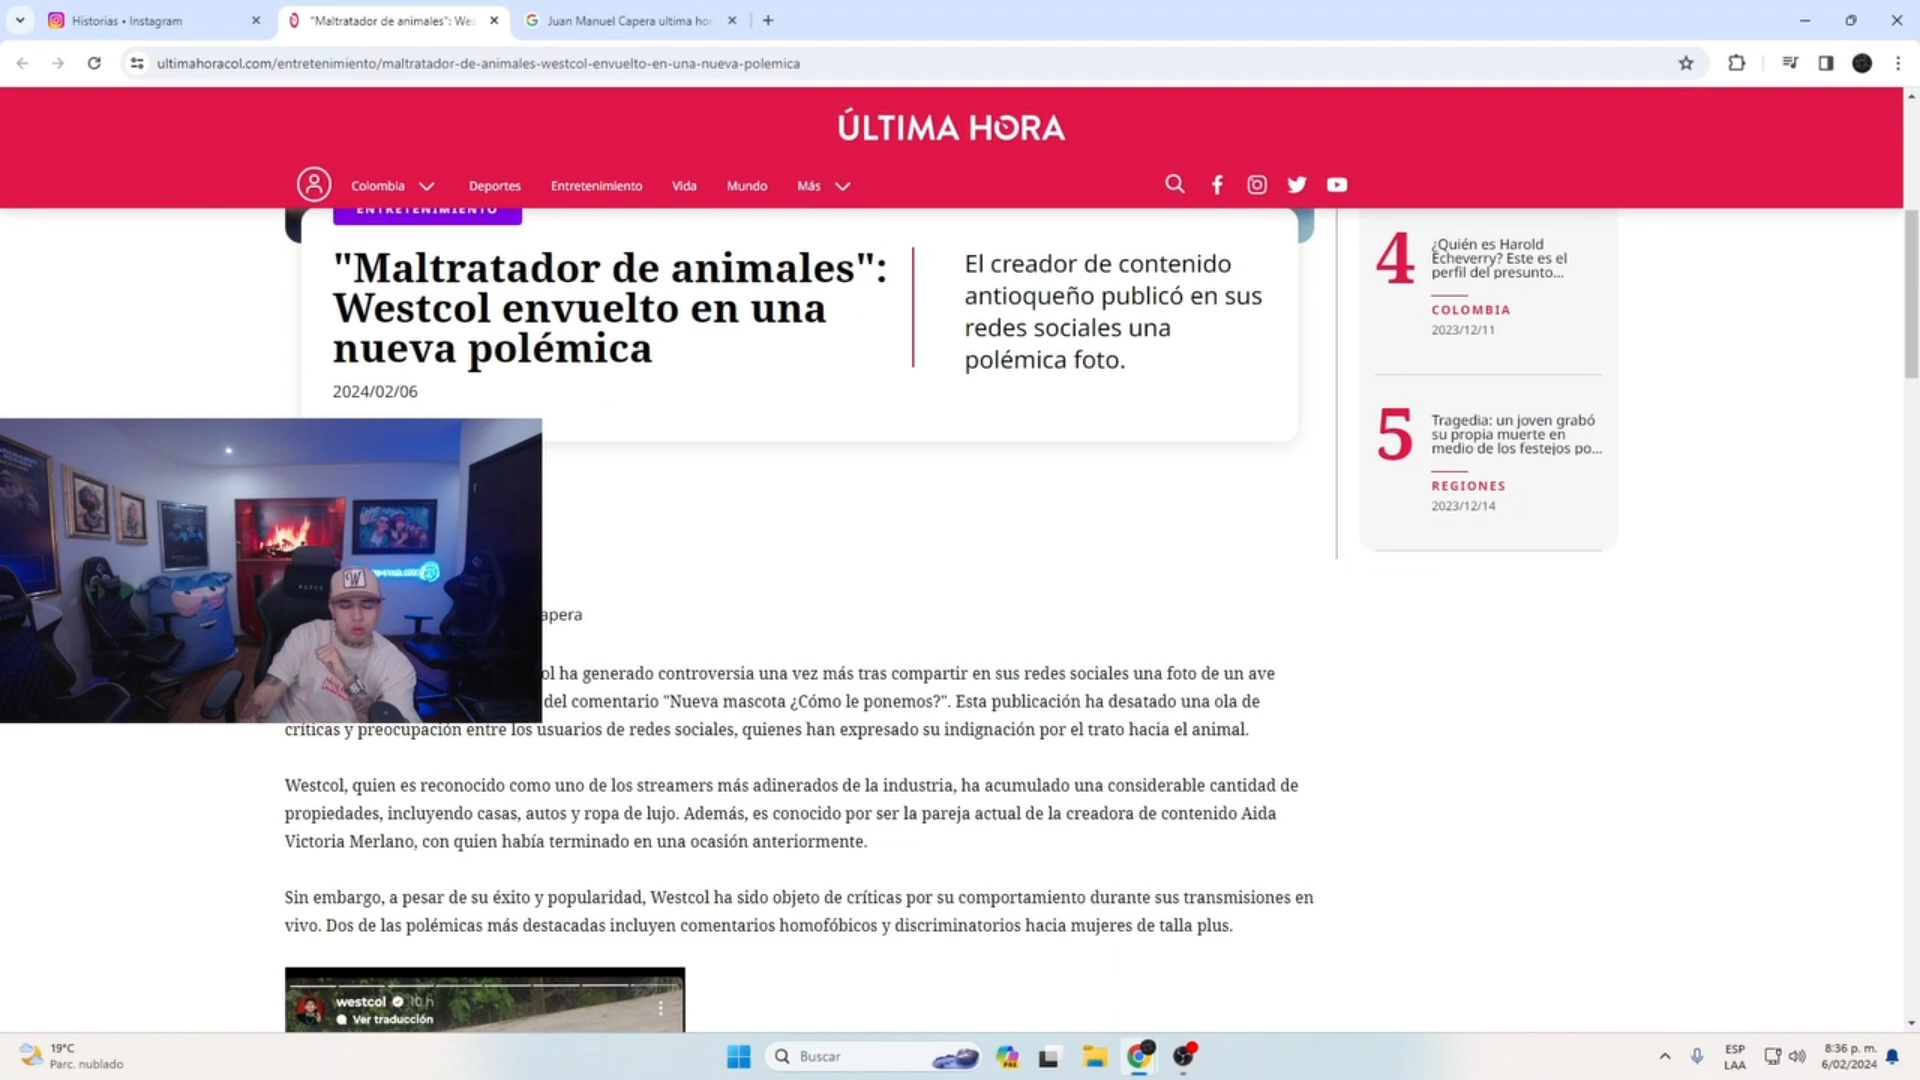 Historias • Instagram
"Maltratador de animales": Wes
Juan Manuel Capera ultima hor
ultimahoracol.com/entretenimiento/maltratador-de-animales-westcol-envuelto-en-una-nueva-polemica
ÚLTIMA HORA
Colombia
Deportes
Entretenimiento
Vida
Mundo
Más
ENTRETENIMIENTO
"Maltratador de animales":
Westcol envuelto en una
nueva polémica
2024/02/06
El creador de contenido
antioqueño publicó en sus
redes sociales una
polémica foto.
4
¿Quién es Harold
Echeverry? Este es el
perfil del presunto...
COLOMBIA
2023/12/11
5
Tragedia: un joven grabó
su propia muerte en
medio de los festejos po...
REGIONES
2023/12/14
apera
ol ha generado controversia una vez más tras compartir en sus redes sociales una foto de un ave
del comentario "Nueva mascota ¿Cómo le ponemos?". Esta publicación ha desatado una ola de
críticas y preocupación entre los usuarios de redes sociales, quienes han expresado su indignación por el trato hacia el animal.
Westcol, quien es reconocido como uno de los streamers más adinerados de la industria, ha acumulado una considerable cantidad de
propiedades, incluyendo casas, autos y ropa de lujo. Además, es conocido por ser la pareja actual de la creadora de contenido Aida
Victoria Merlano, con quien había terminado en una ocasión anteriormente.
Sin embargo, a pesar de su éxito y popularidad, Westcol ha sido objeto de críticas por su comportamiento durante sus transmisiones en
vivo. Dos de las polémicas más destacadas incluyen comentarios homofóbicos y discriminatorios hacia mujeres de talla plus.
westcol 10 h
Ver traducción
19°C
Parc. nublado
Buscar
PRE
ESP
LAA
8:36 p. m.
6/02/2024
W